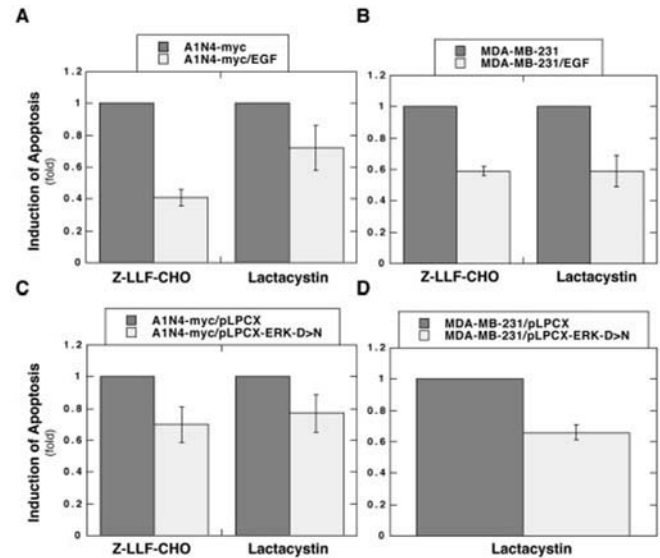 A
A1N4-myc
A1N4-myc/EGF
Induction of Apoptosis
(fold)
1.2
1
0.8
0.6
0.4
0.2
0
Z-LLF-CHO Lactacystin
B
MDA-MB-231
MDA-MB-231/EGF
1.2
1
0.8
0.6
0.4
0.2
0
Z-LLF-CHO Lactacystin
C
A1N4-myc/pLPCX
A1N4-myc/pLPCX-ERK-D>N
Induction of Apoptosis
(fold)
1.2
1
0.8
0.6
0.4
0.2
0
Z-LLF-CHO Lactacystin
D
MDA-MB-231/pLPCX
MDA-MB-231/pLPCX-ERK-D>N
1.2
1
0.8
0.6
0.4
0.2
0
Lactacystin